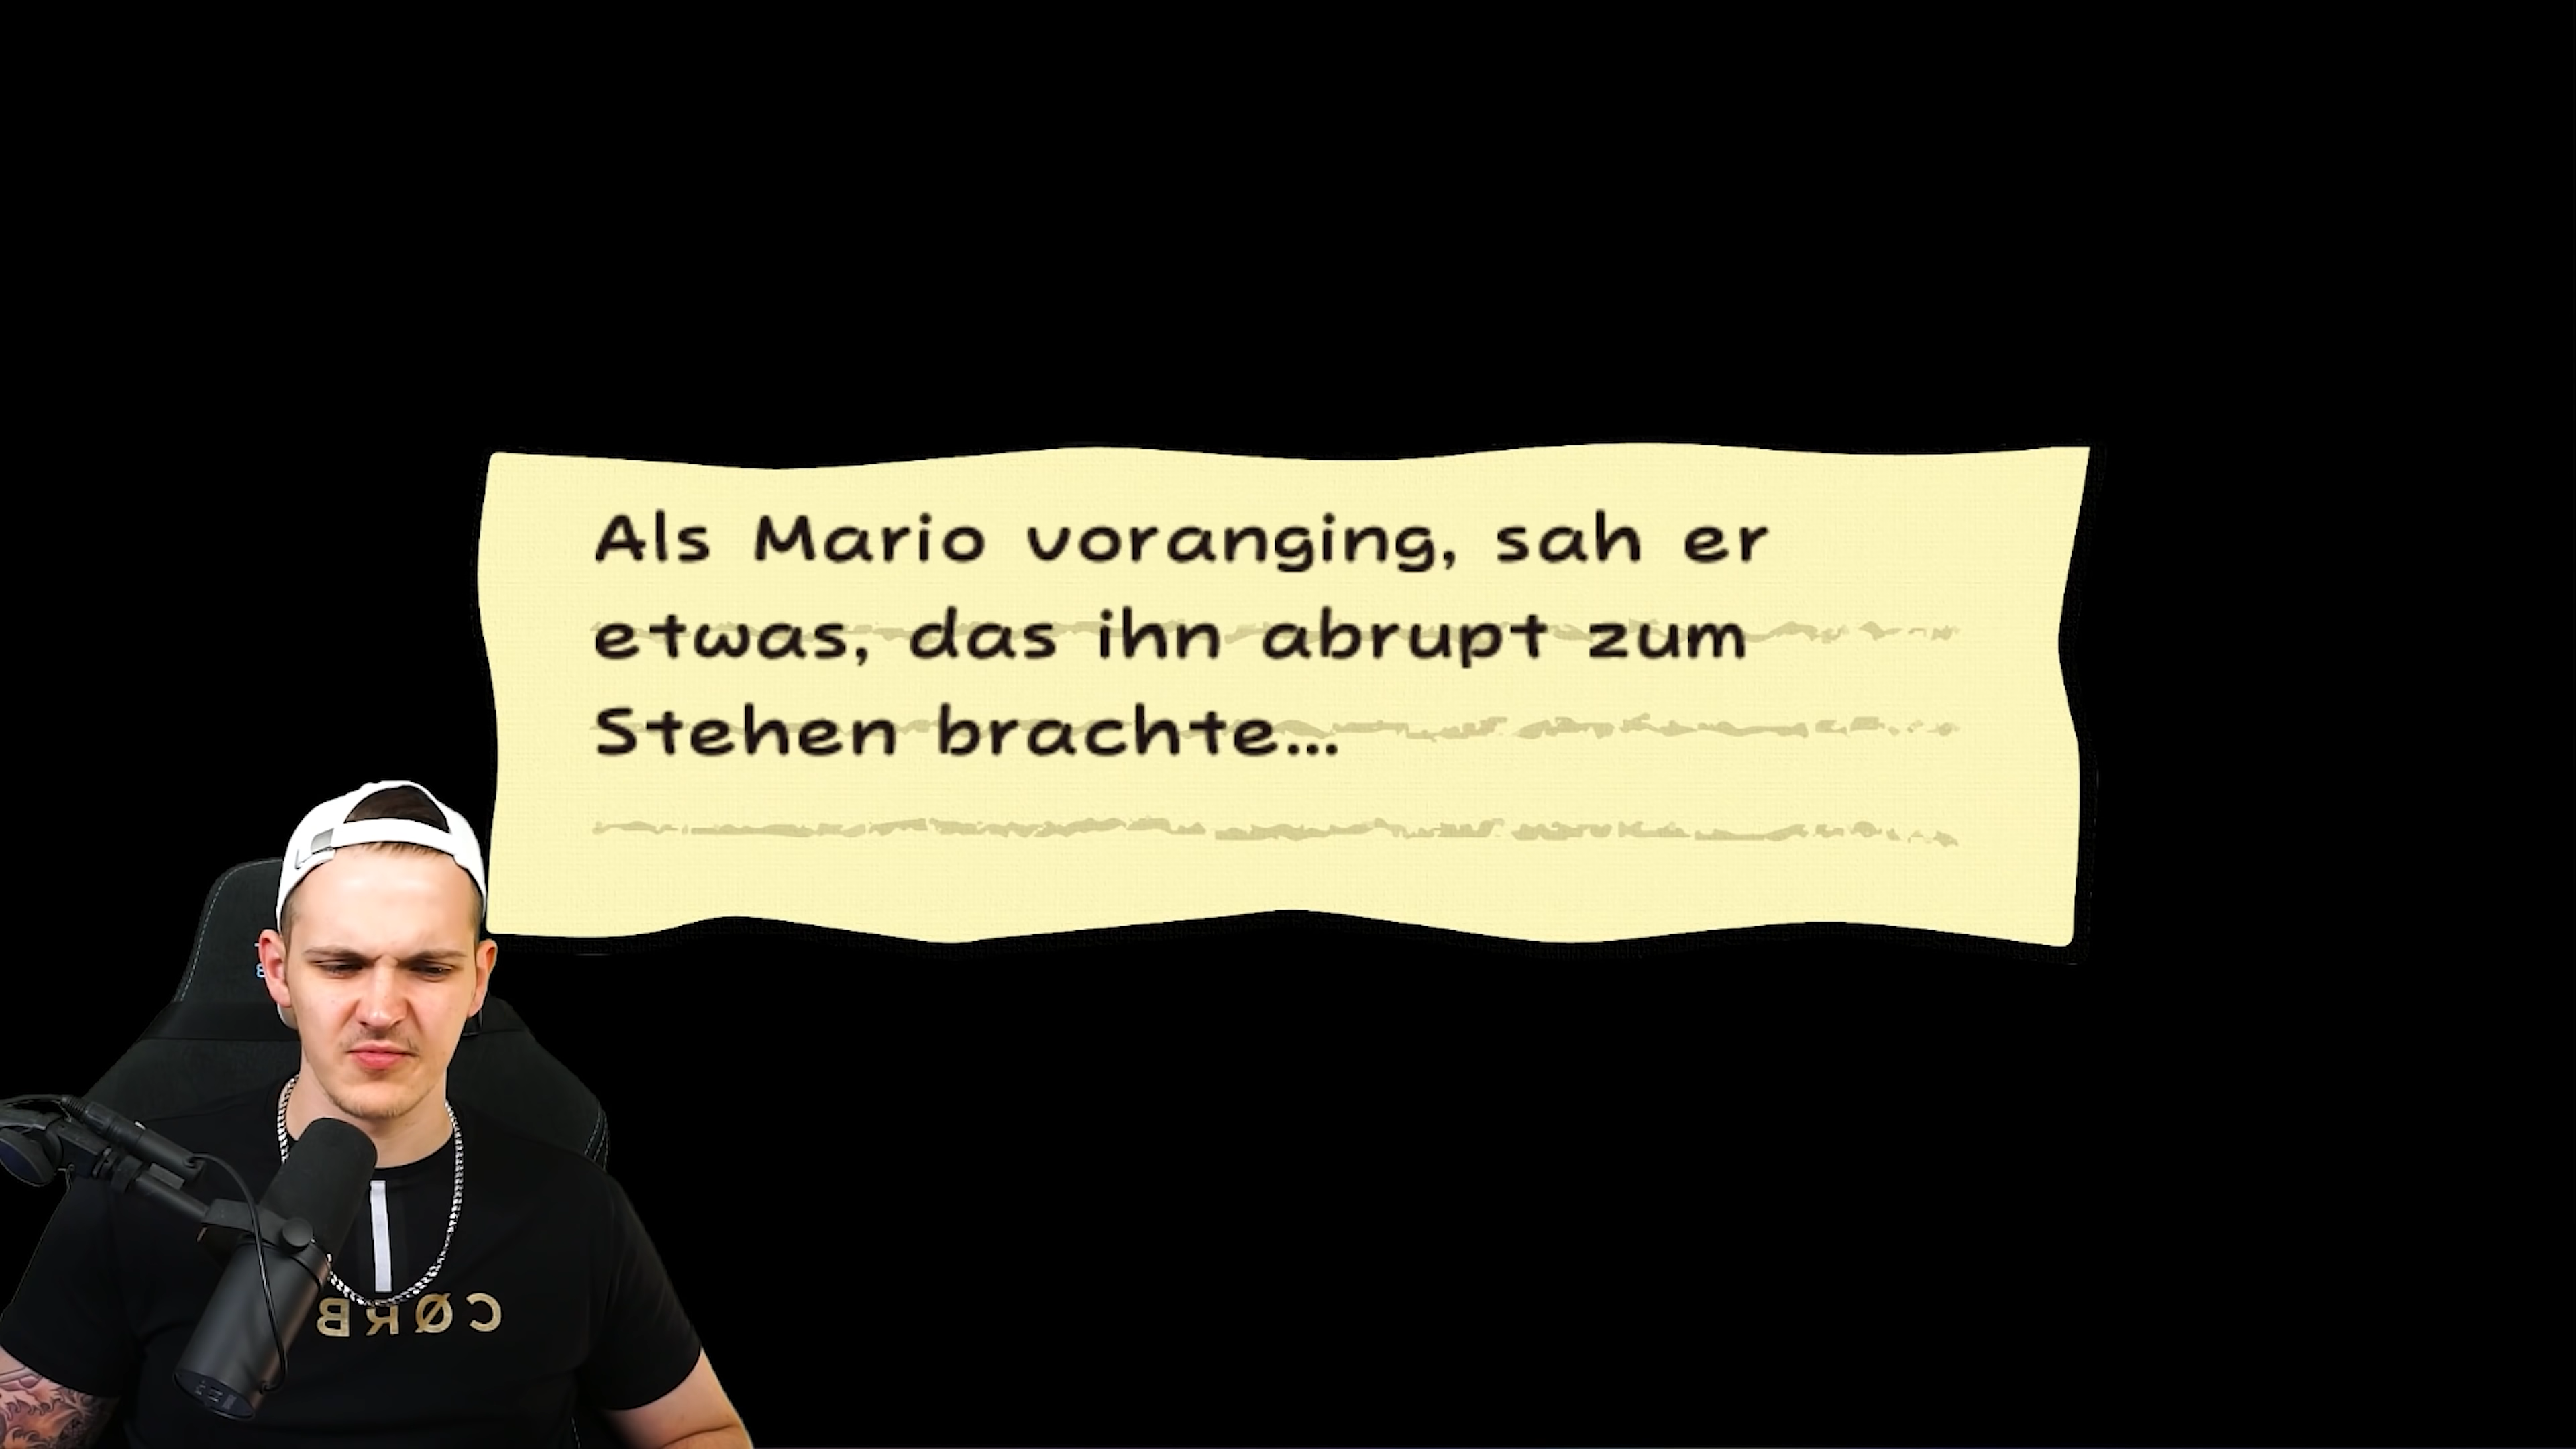 Als Mario voranging, sah er
etwas, das ihn abrupt zum
Stehen brachte...
CØRB